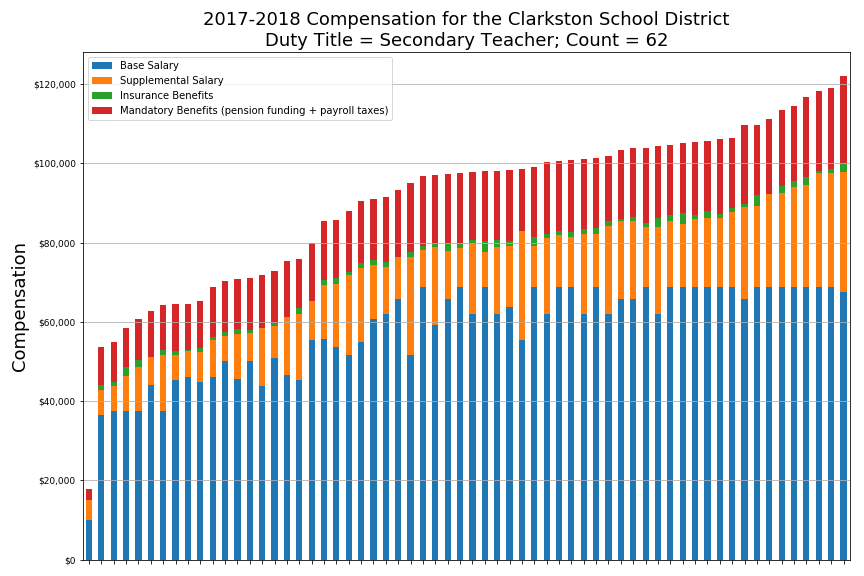 2017-2018 Compensation for the Clarkston School District
Duty Title = Secondary Teacher; Count = 62
Base Salary
Supplemental Salary
Insurance Benefits
Mandatory Benefits (pension funding + payroll taxes)
Compensation
$120,000
$100,000
$80,000
$60,000
$40,000
$20,000
$0